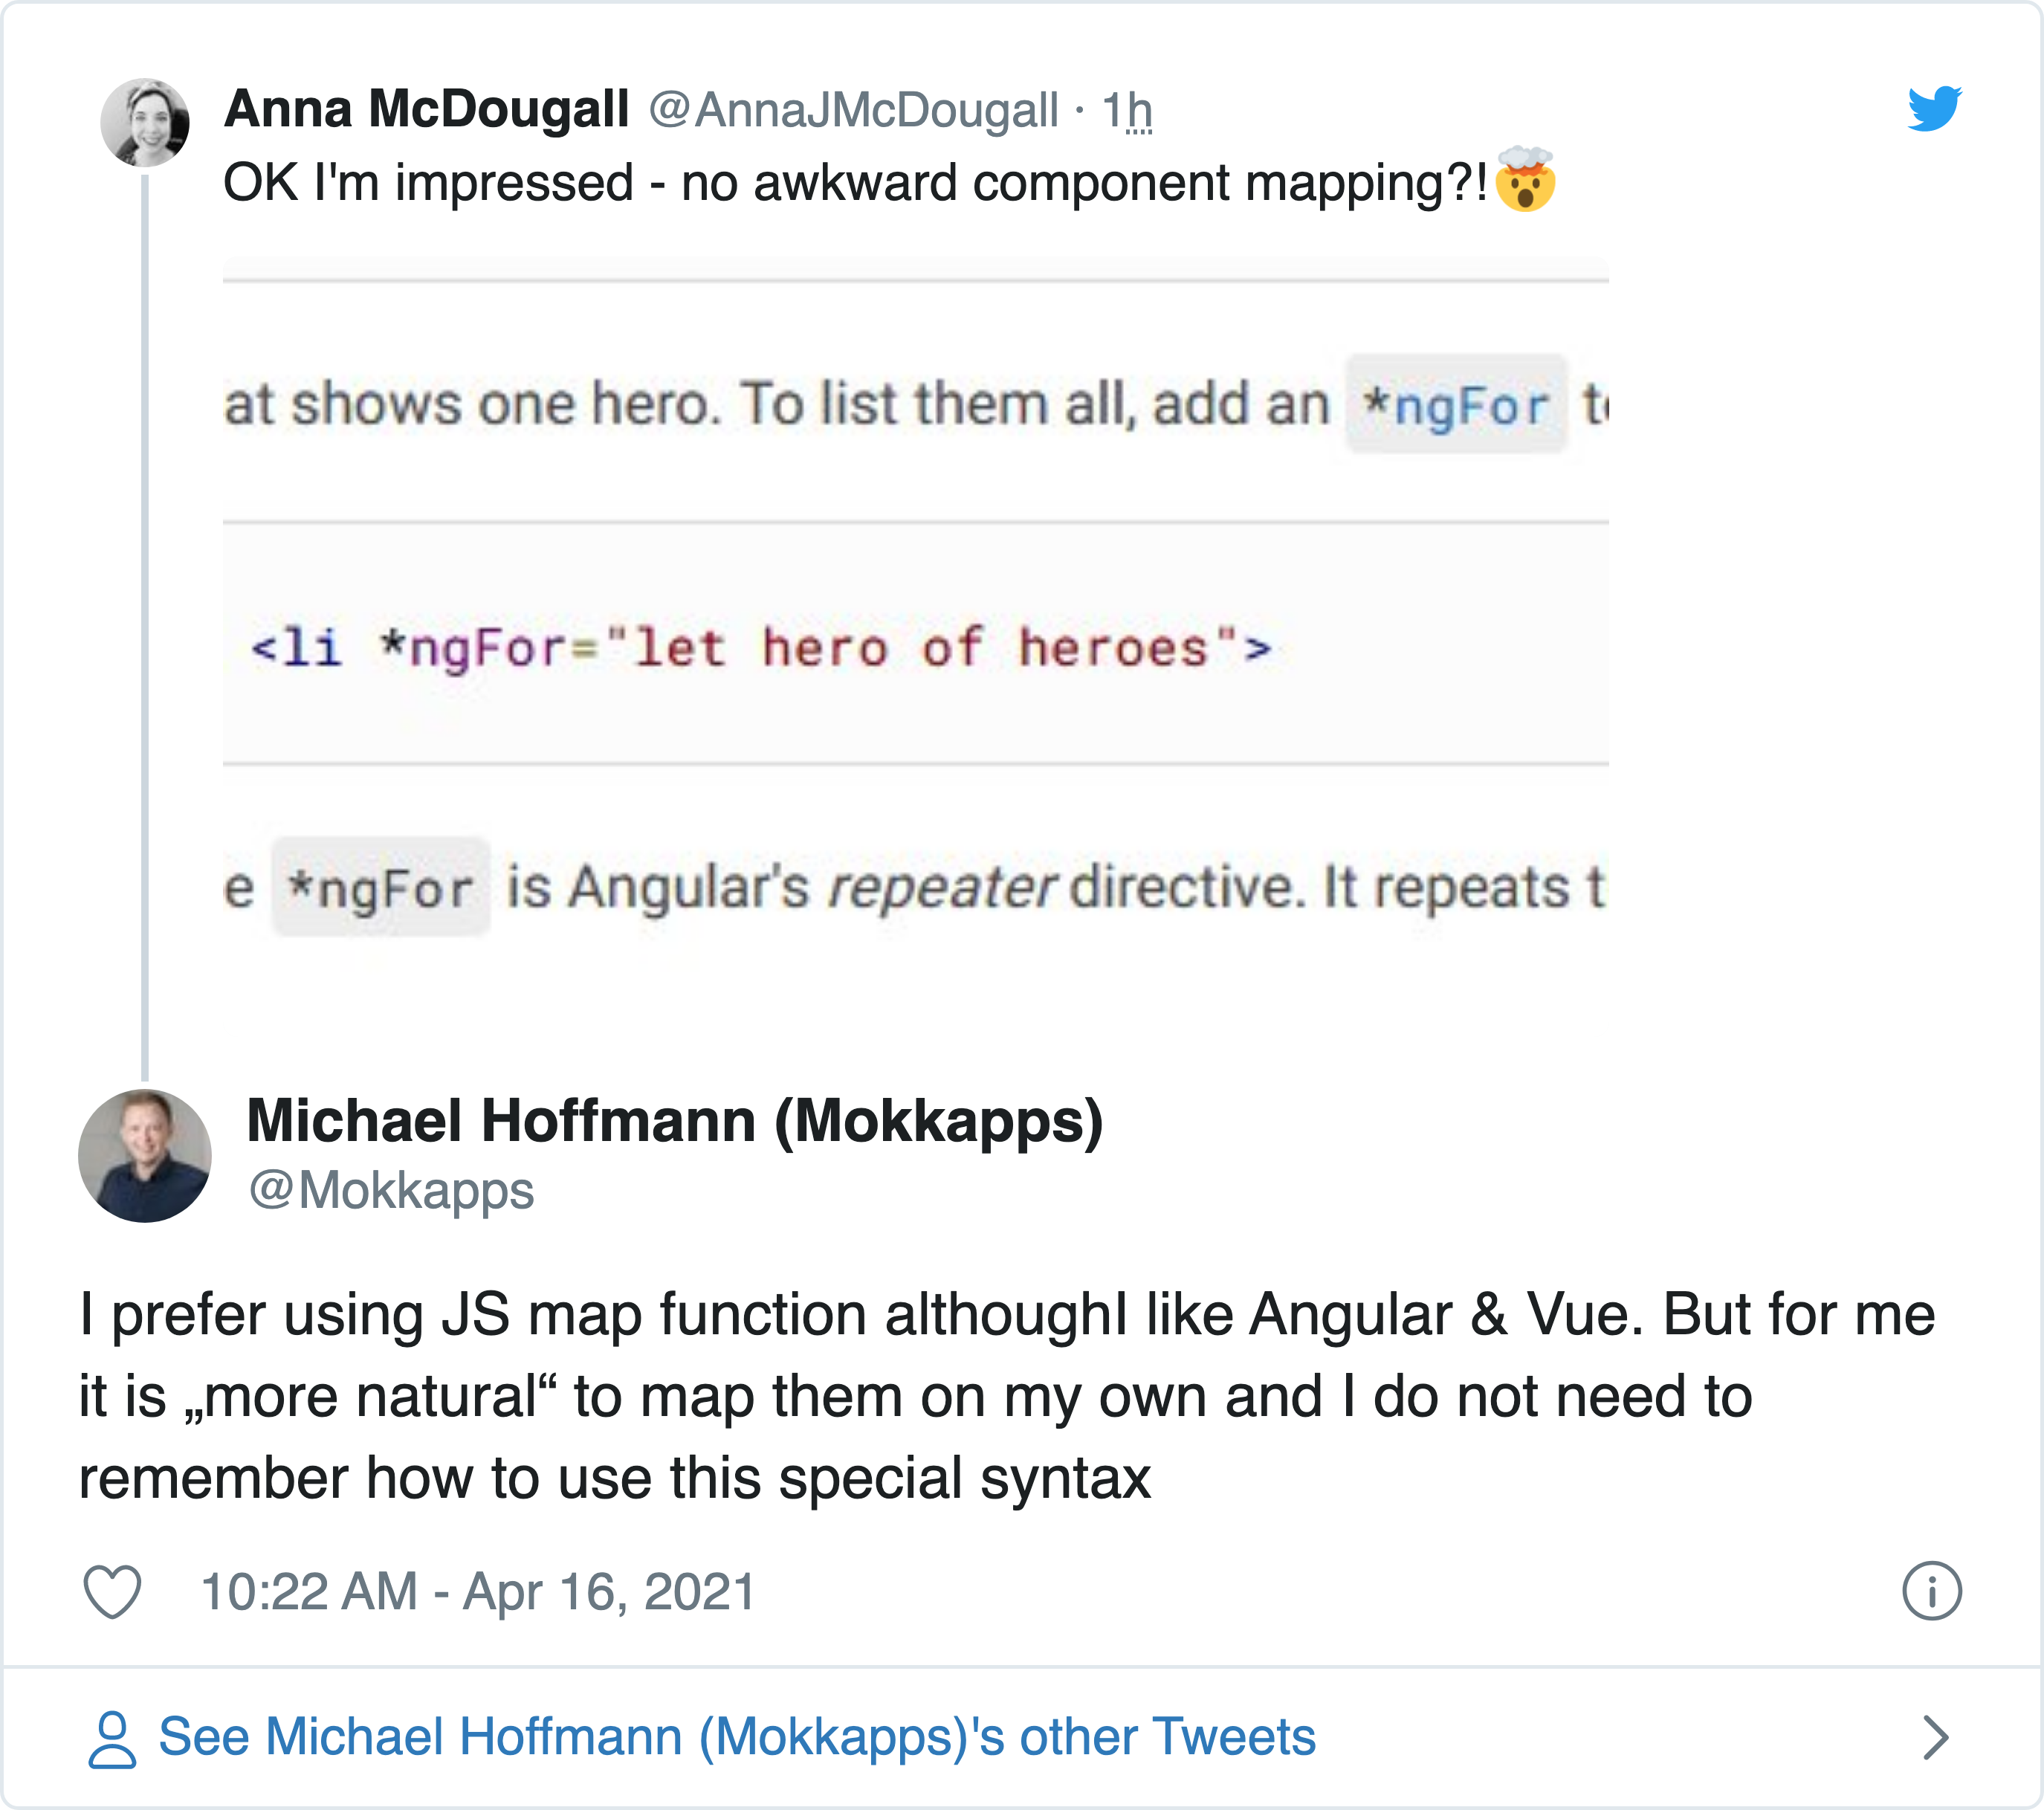 Anna McDougall @AnnaJMcDougall · 1h
OK I'm impressed - no awkward component mapping?!🤯
at shows one hero. To list them all, add an *ngFor
<li *ngFor="let hero of heroes">
*ngFor is Angular's repeater directive. It repeats
Michael Hoffmann (Mokkapps)
@Mokkapps
I prefer using JS map function althoughI like Angular & Vue. But for me
it is „more natural“ to map them on my own and I do not need to
remember how to use this special syntax
10:22 AM - Apr 16, 2021
See Michael Hoffmann (Mokkapps)'s other Tweets